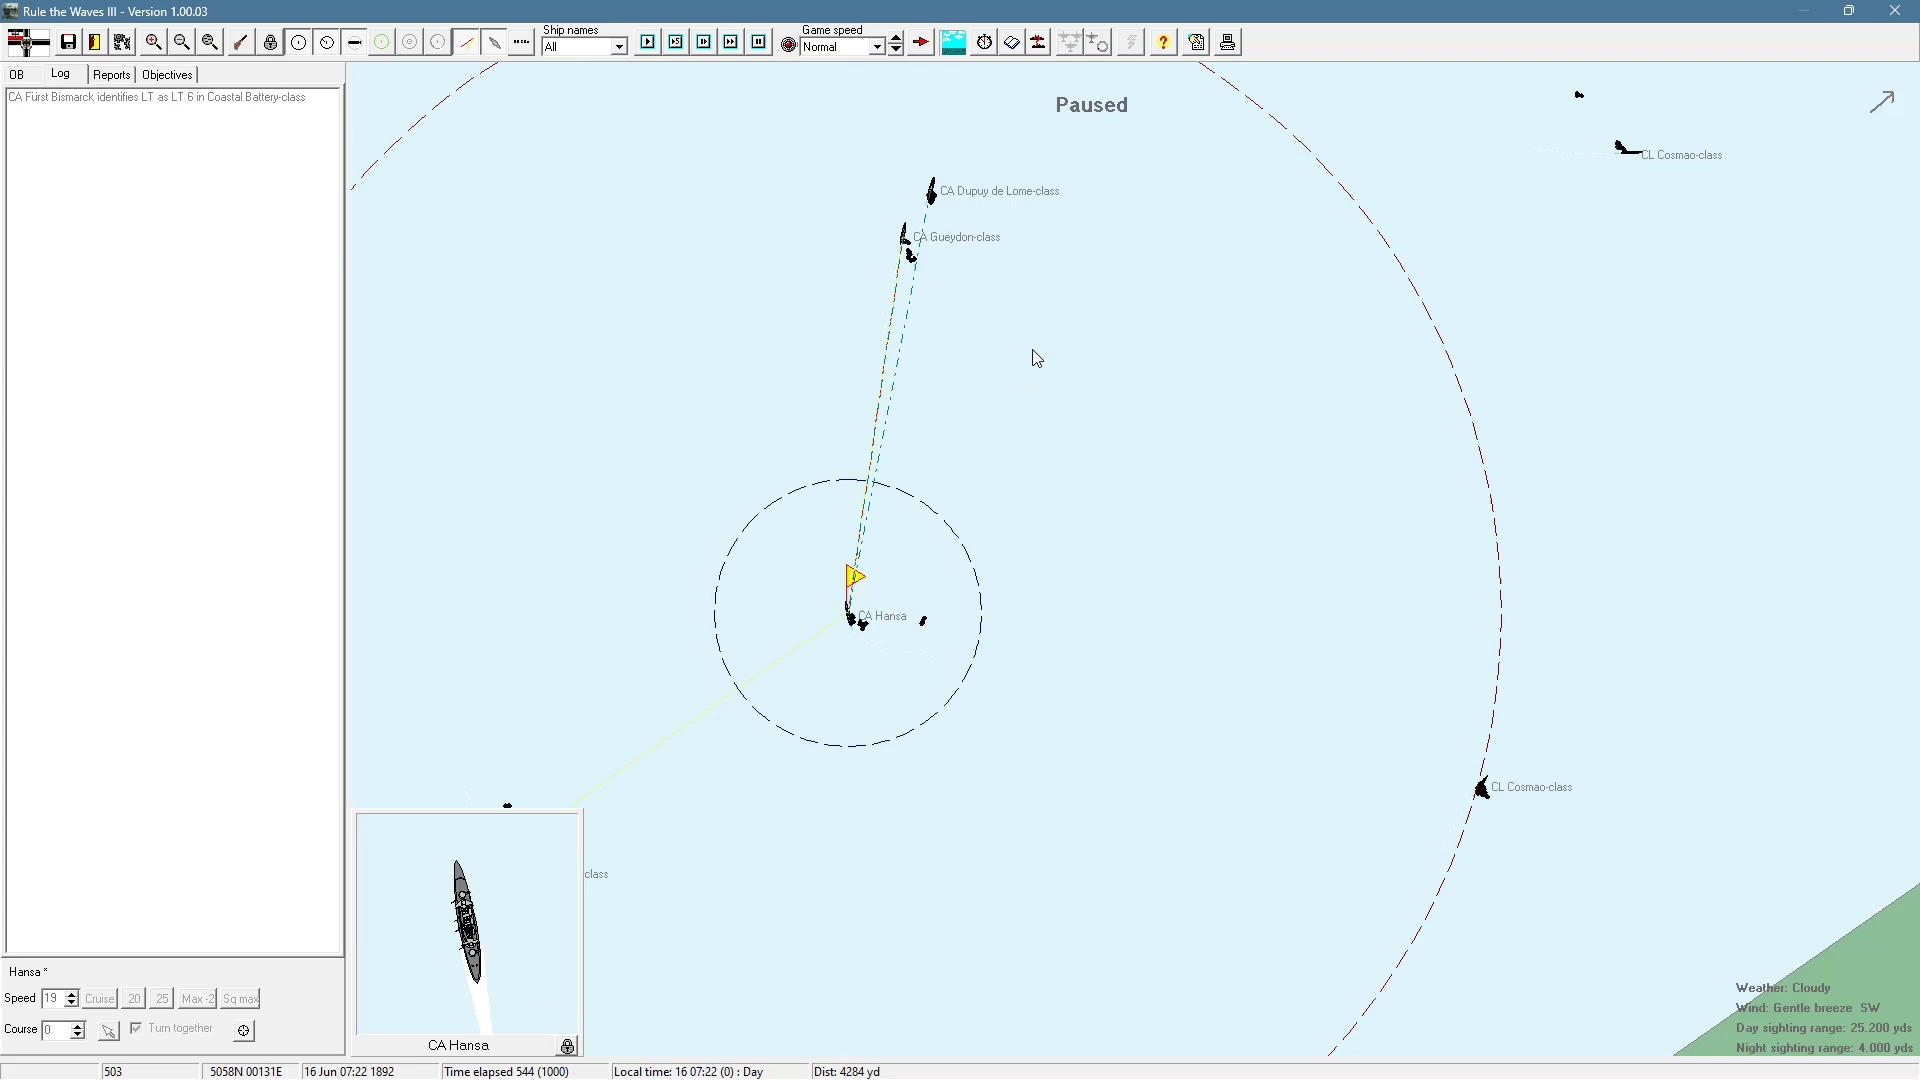 Rule the Waves III - Version 1.00.03
Ship names
All
Game speed
Normal
OB
Log
Reports
Objectives
CA Fürst Bismarck identifies LT as LT 6 in Coastal Battery-class
Paused
CL Cosmao-class
CA Dupuy de Lome-class
CA Gueydon-class
CA Hansa
CL Cosmao-class
class
CA Hansa
Hansa *
Speed 19 Cruise 20 25 Max -2 Sq max
Course 0 Turn together
Weather: Cloudy
Wind: Gentle breeze SW
Day sighting range: 25.200 yds
Night sighting range: 4.000 yds
503
5058N 00131E
16 Jun 07:22 1892
Time elapsed 544 (1000)
Local time: 16 07:22 (0) : Day
Dist: 4284 yd